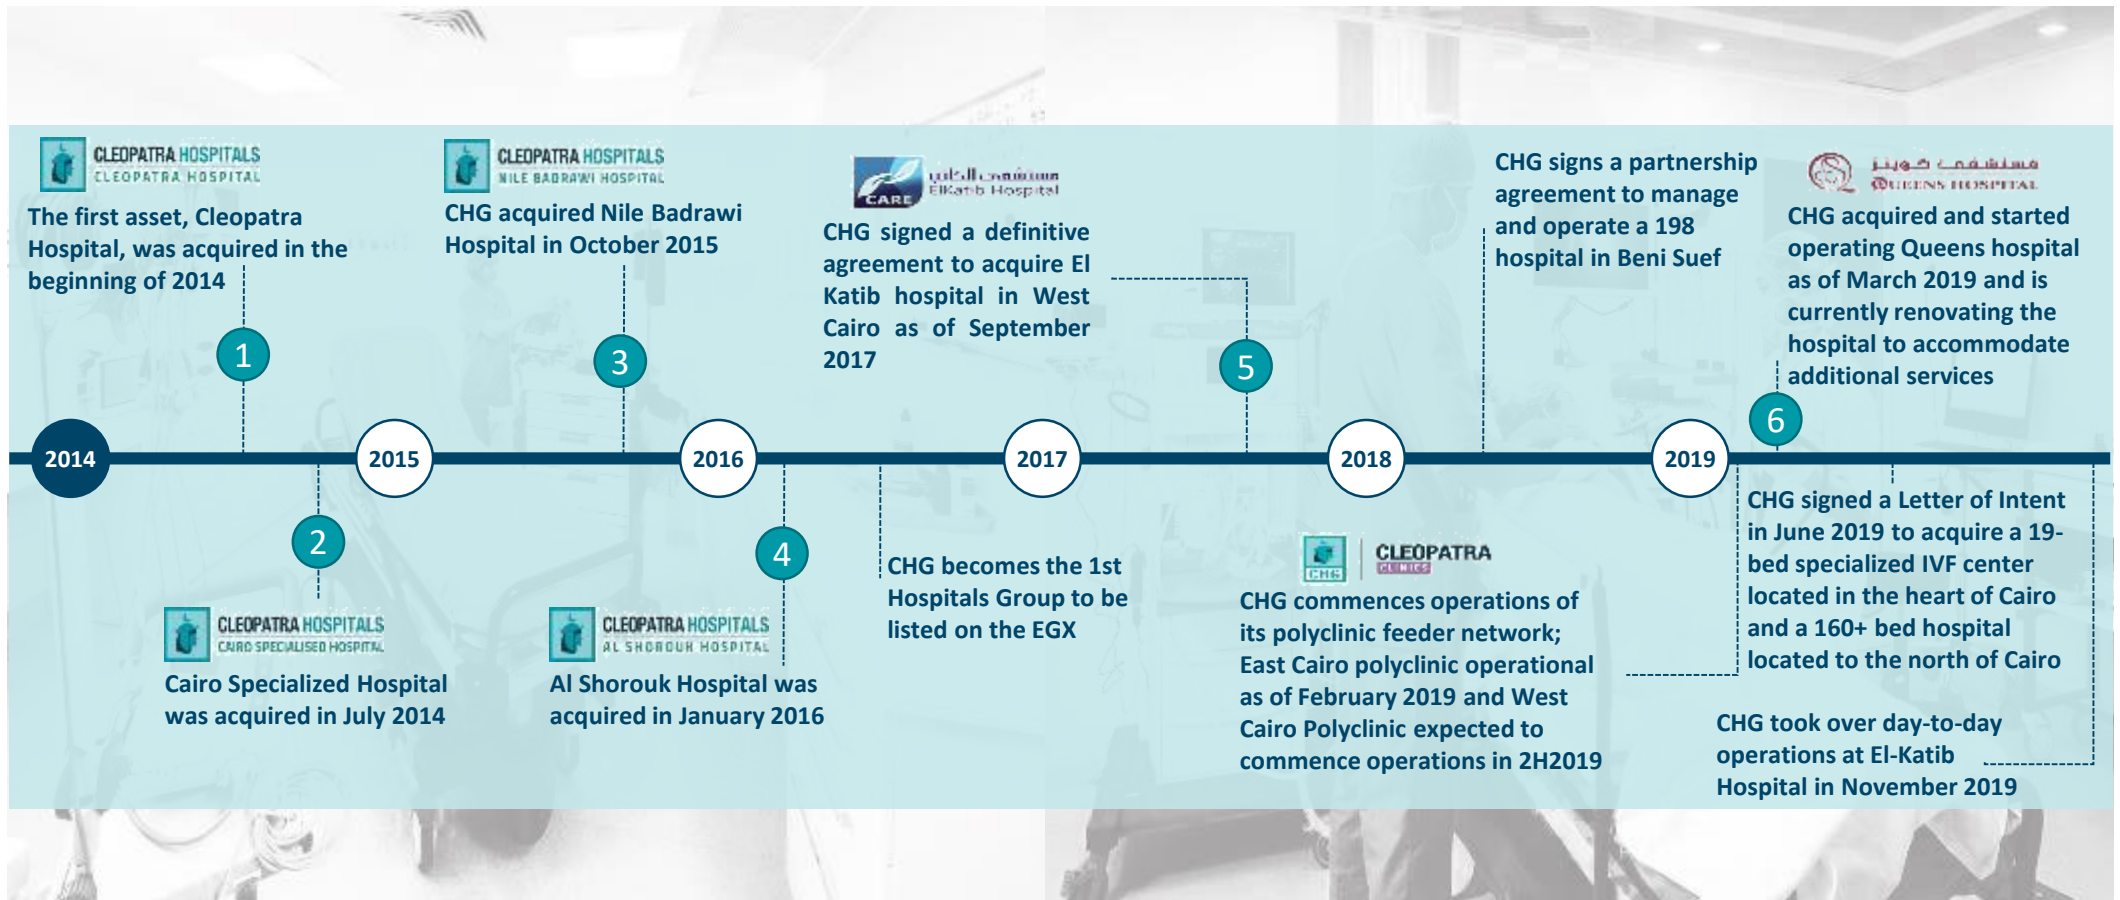 CLEOPATRA HOSPITALS
CLEOPATRA HOSPITAL
The first asset, Cleopatra
Hospital, was acquired in the
beginning of 2014
1
CLEOPATRA HOSPITALS
NILE BADRAWI HOSPITAL
CHG acquired Nile Badrawi
Hospital in October 2015
3
CARE
مستشفى الكاتب
ElKatib Hospital
CHG signed a definitive
agreement to acquire El
Katib hospital in West
Cairo as of September
2017
5
CHG signs a partnership
agreement to manage
and operate a 198
hospital in Beni Suef
مستشفى كوينز
QUEENS HOSPITAL
CHG acquired and started
operating Queens hospital
as of March 2019 and is
currently renovating the
hospital to accommodate
additional services
6
2014
2015
2016
2017
2018
2019
2
CLEOPATRA HOSPITALS
CAIRO SPECIALISED HOSPITAL
Cairo Specialized Hospital
was acquired in July 2014
4
CLEOPATRA HOSPITALS
AL SHOROUK HOSPITAL
Al Shorouk Hospital was
acquired in January 2016
CHG becomes the 1st
Hospitals Group to be
listed on the EGX
CHG
CLEOPATRA
CLINICS
CHG commences operations of
its polyclinic feeder network;
East Cairo polyclinic operational
as of February 2019 and West
Cairo Polyclinic expected to
commence operations in 2H2019
CHG signed a Letter of Intent
in June 2019 to acquire a 19-
bed specialized IVF center
located in the heart of Cairo
and a 160+ bed hospital
located to the north of Cairo
CHG took over day-to-day
operations at El-Katib
Hospital in November 2019